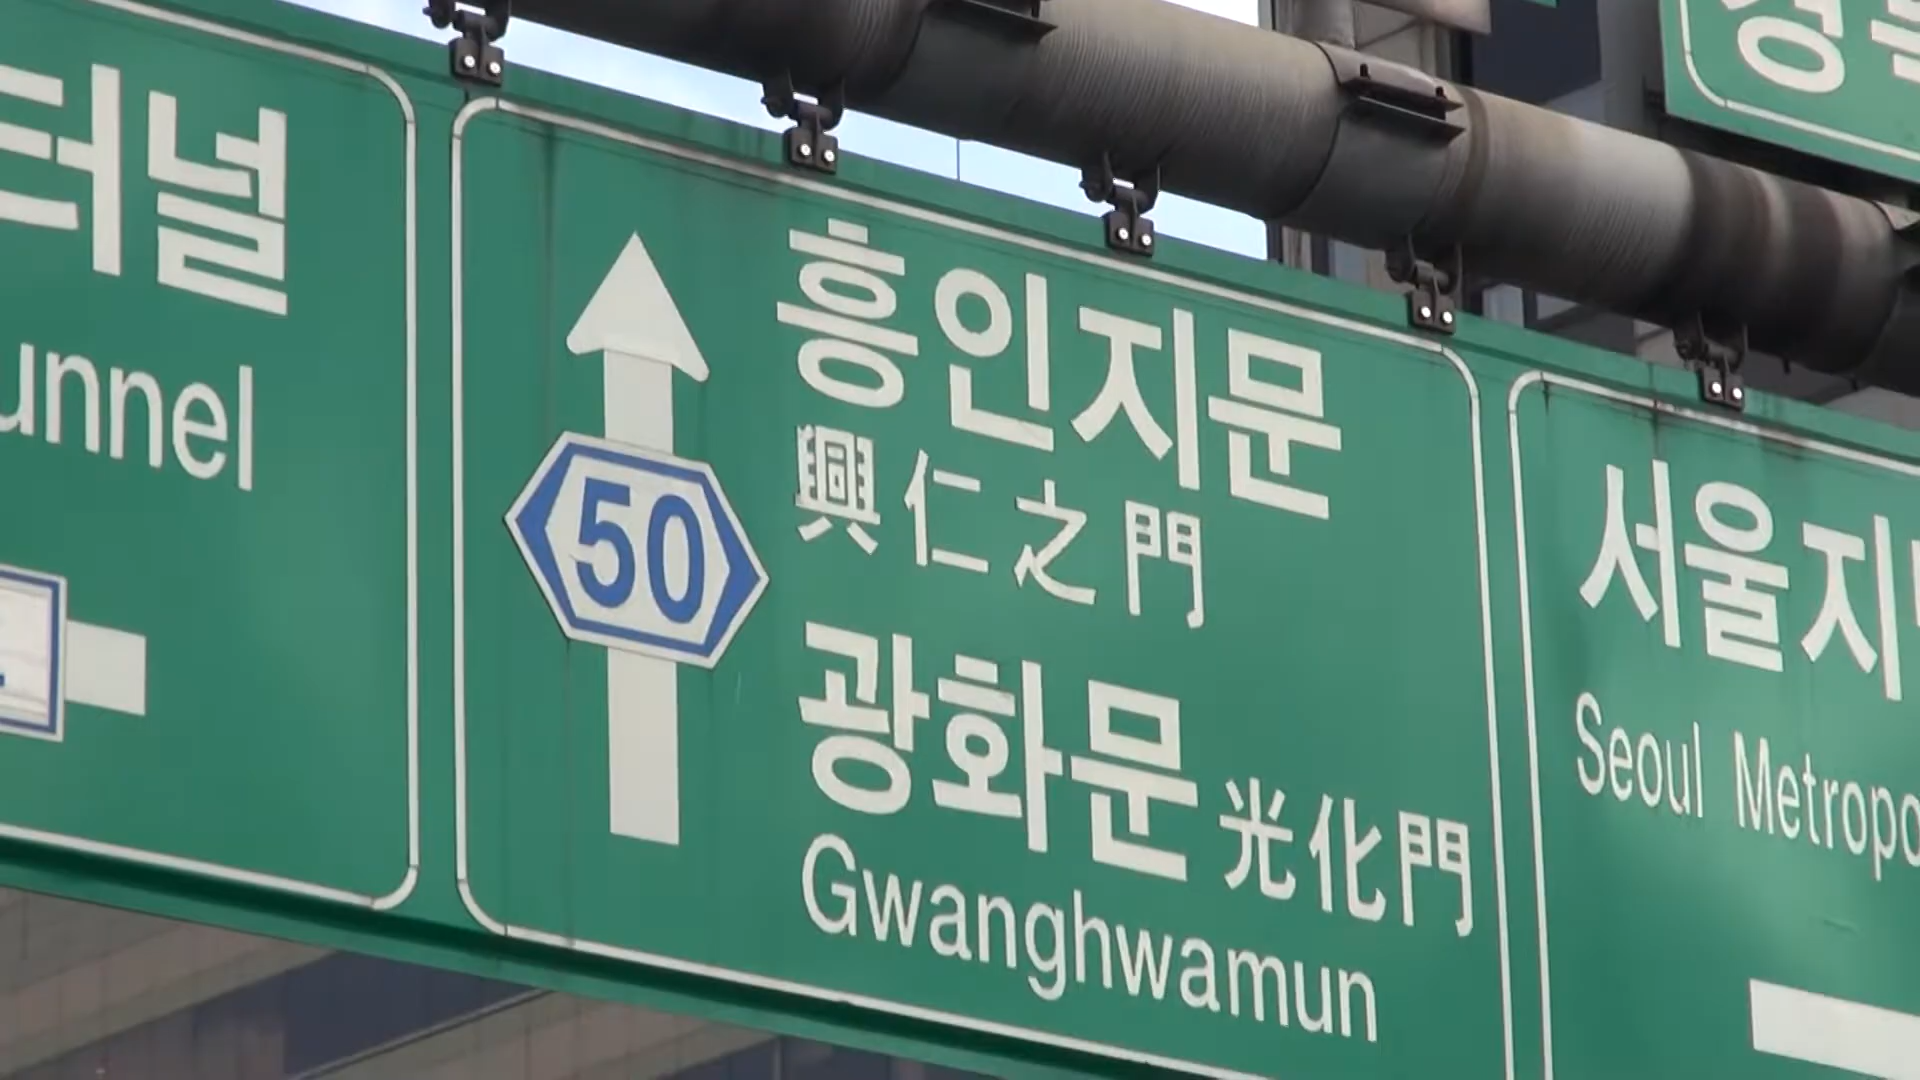 터널
unnel
50
흥인지문
興仁之門
광화문 光化門
Gwanghwamun
서울지
Seoul Metropo